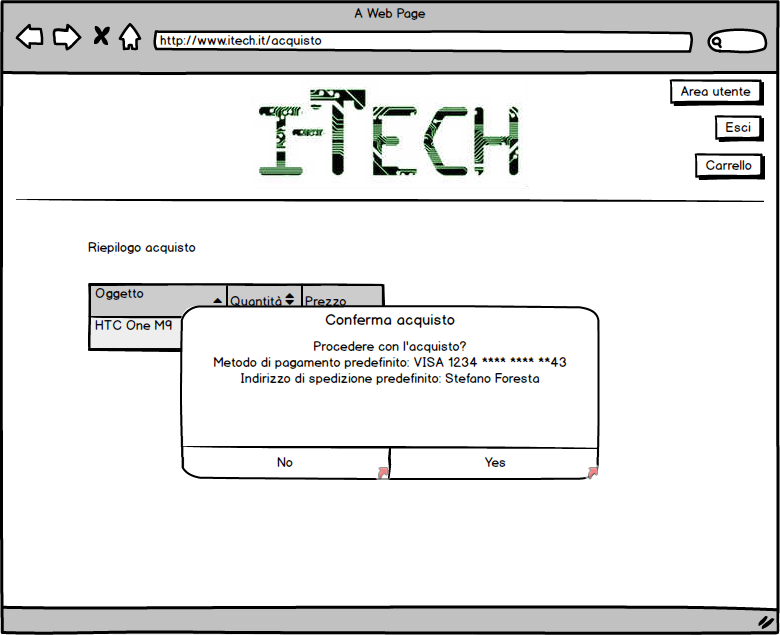 A Web Page
http://www.itech.it/acquisto
I-TECH
Area utente
Esci
Carrello
Riepilogo acquisto
Oggetto Quantità Prezzo
HTC One M9
Conferma acquisto
Procedere con l'acquisto?
Metodo di pagamento predefinito: VISA 1234 **** **** **43
Indirizzo di spedizione predefinito: Stefano Foresta
No Yes